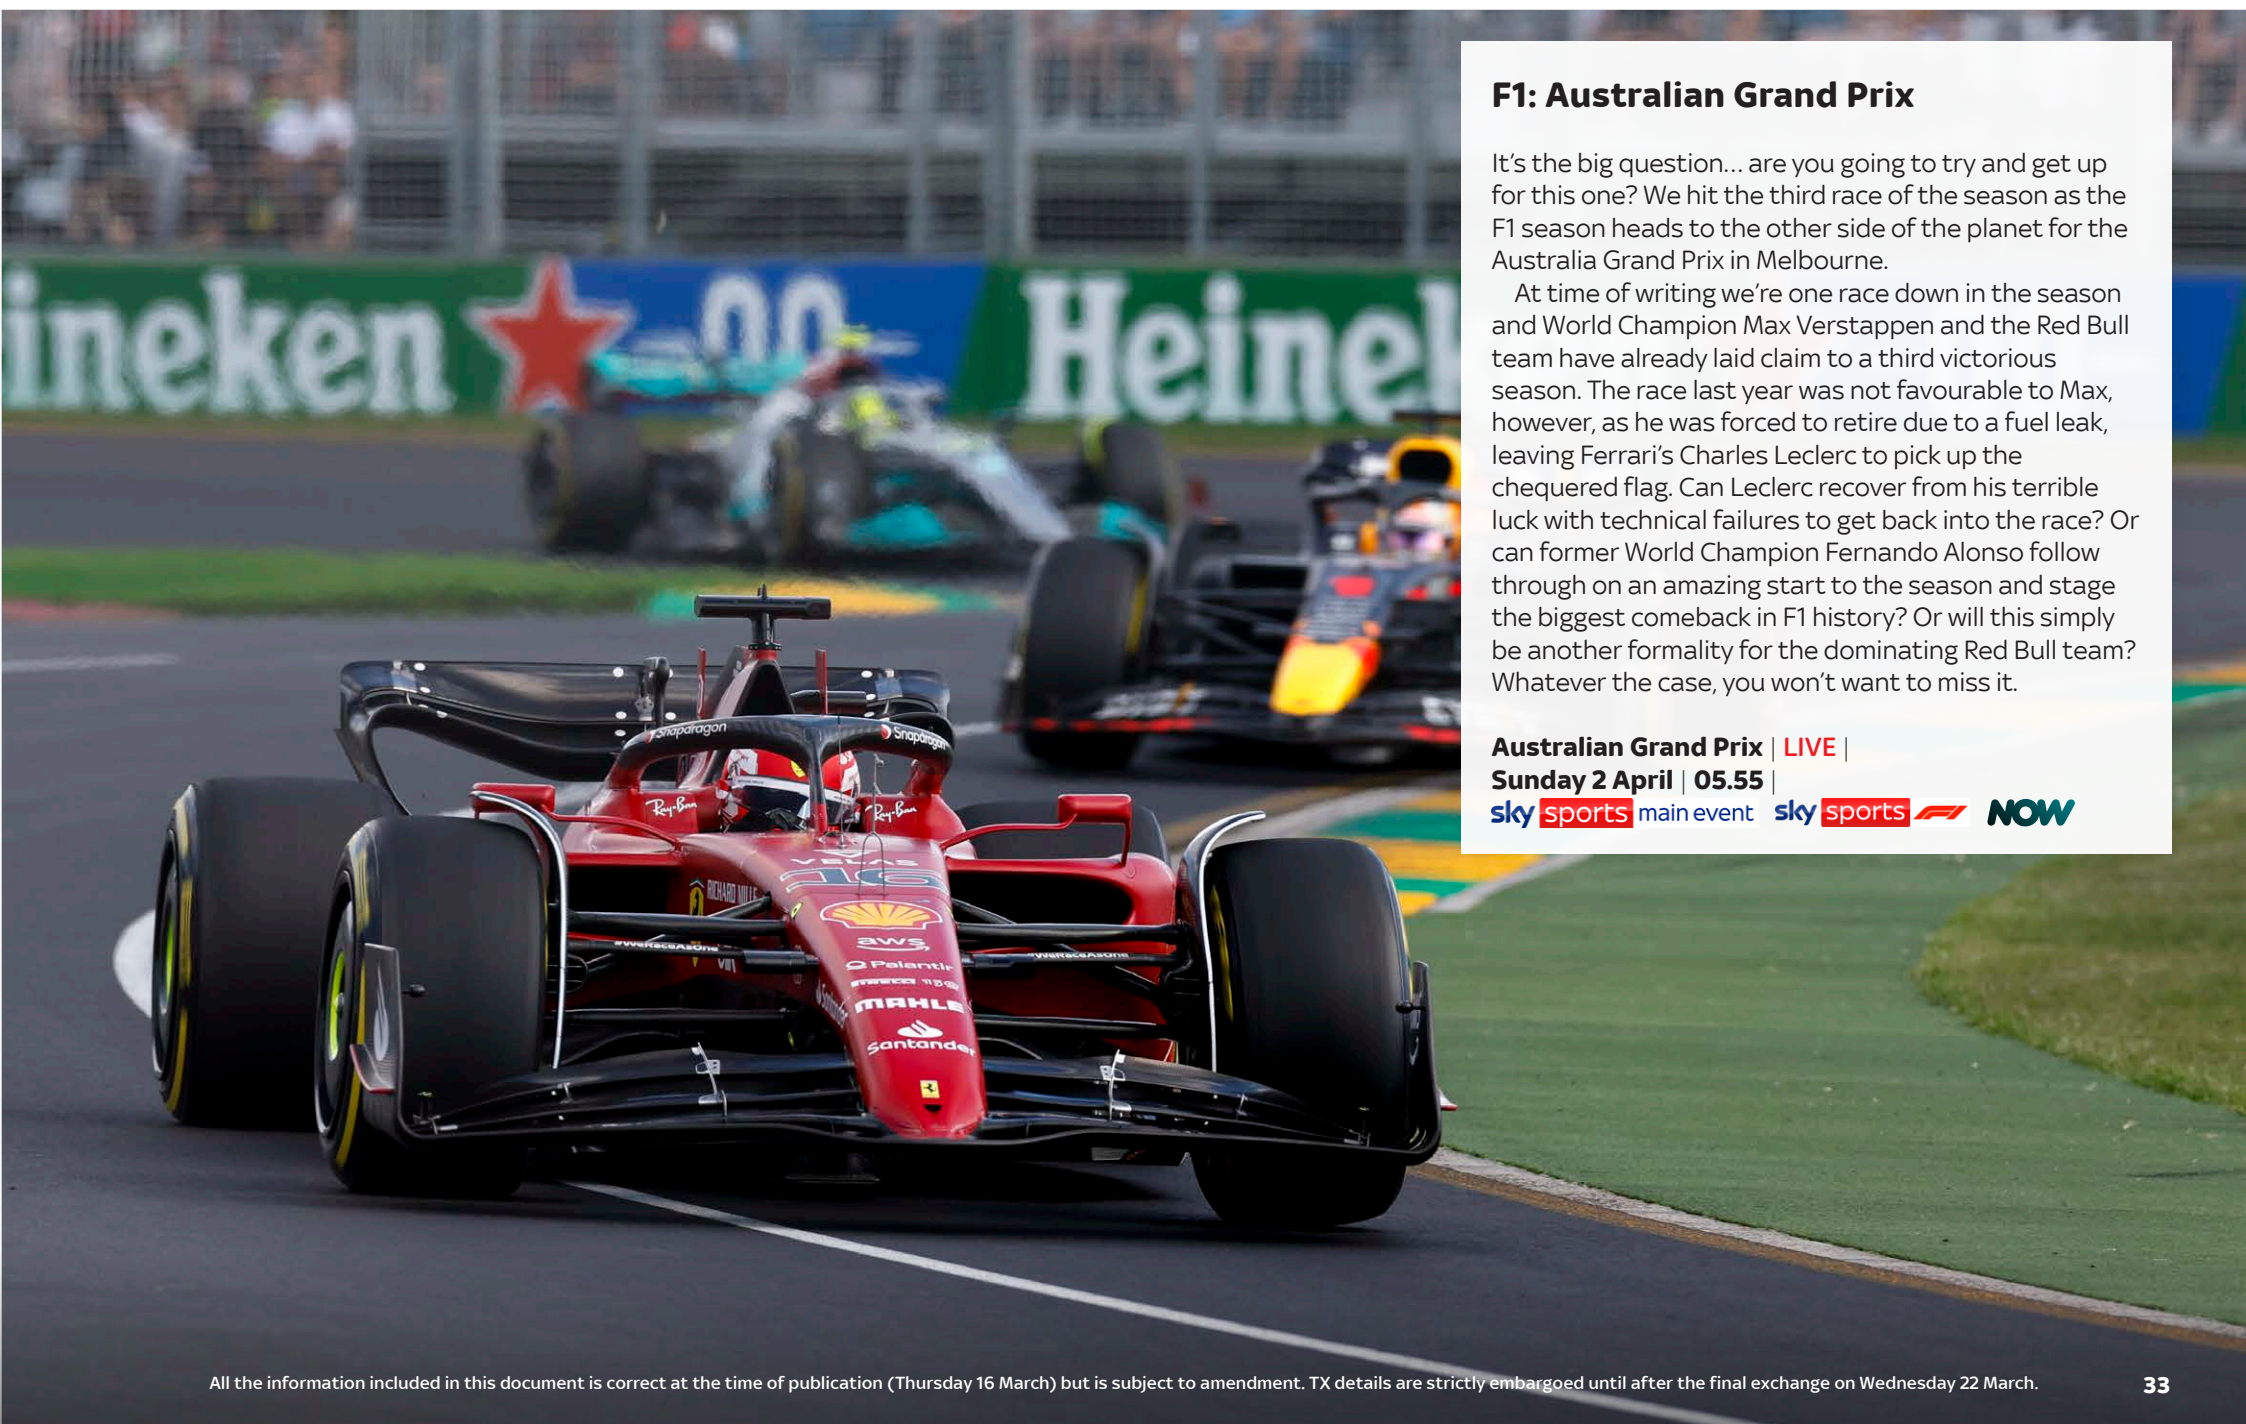 F1: Australian Grand Prix
It's the big question... are you going to try and get up
for this one? We hit the third race of the season as the
F1 season heads to the other side of the planet for the
Australia Grand Prix in Melbourne.
At time of writing we're one race down in the season
and World Champion Max Verstappen and the Red Bull
team have already laid claim to a third victorious
season. The race last year was not favourable to Max,
however, as he was forced to retire due to a fuel leak,
leaving Ferrari's Charles Leclerc to pick up the
chequered flag. Can Leclerc recover from his terrible
luck with technical failures to get back into the race? Or
can former World Champion Fernando Alonso follow
through on an amazing start to the season and stage
the biggest comeback in F1 history? Or will this simply
be another formality for the dominating Red Bull team?
Whatever the case, you won't want to miss it.
Australian Grand Prix | LIVE |
Sunday 2 April | 05.55 |
sky sports main event sky sports F1 NOW
ineken
Heinek
Snapdragon
Snapdragon
Ray-Ban
Ray-Ban
VELAS
16
RICHARD MILLE
#WeRaceAsOne
#WeRaceAsOne
aws
Palantir
PIRELLI
MAHLE
Santander
Santander
All the information included in this document is correct at the time of publication (Thursday 16 March) but is subject to amendment. TX details are strictly embargoed until after the final exchange on Wednesday 22 March.
33